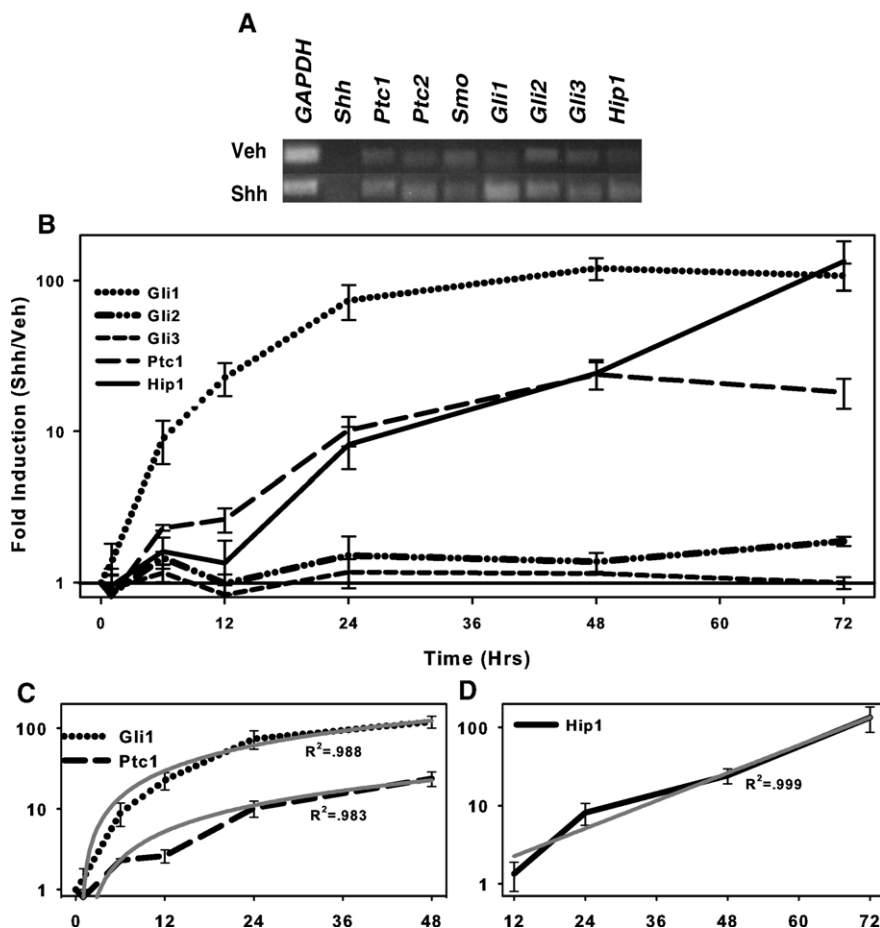 A
GAPDH Shh Ptc1 Ptc2 Smo Gli1 Gli2 Gli3 Hip1
Veh
Shh
B
100
10
1
Fold Induction (Shh/Veh)
Gli1
Gli2
Gli3
Ptc1
Hip1
0 12 24 36 48 60 72
Time (Hrs)
C
100
10
1
Gli1
Ptc1
R²=.988
R²=.983
0 12 24 36 48
D
100
10
1
Hip1
R²=.999
12 24 36 48 60 72